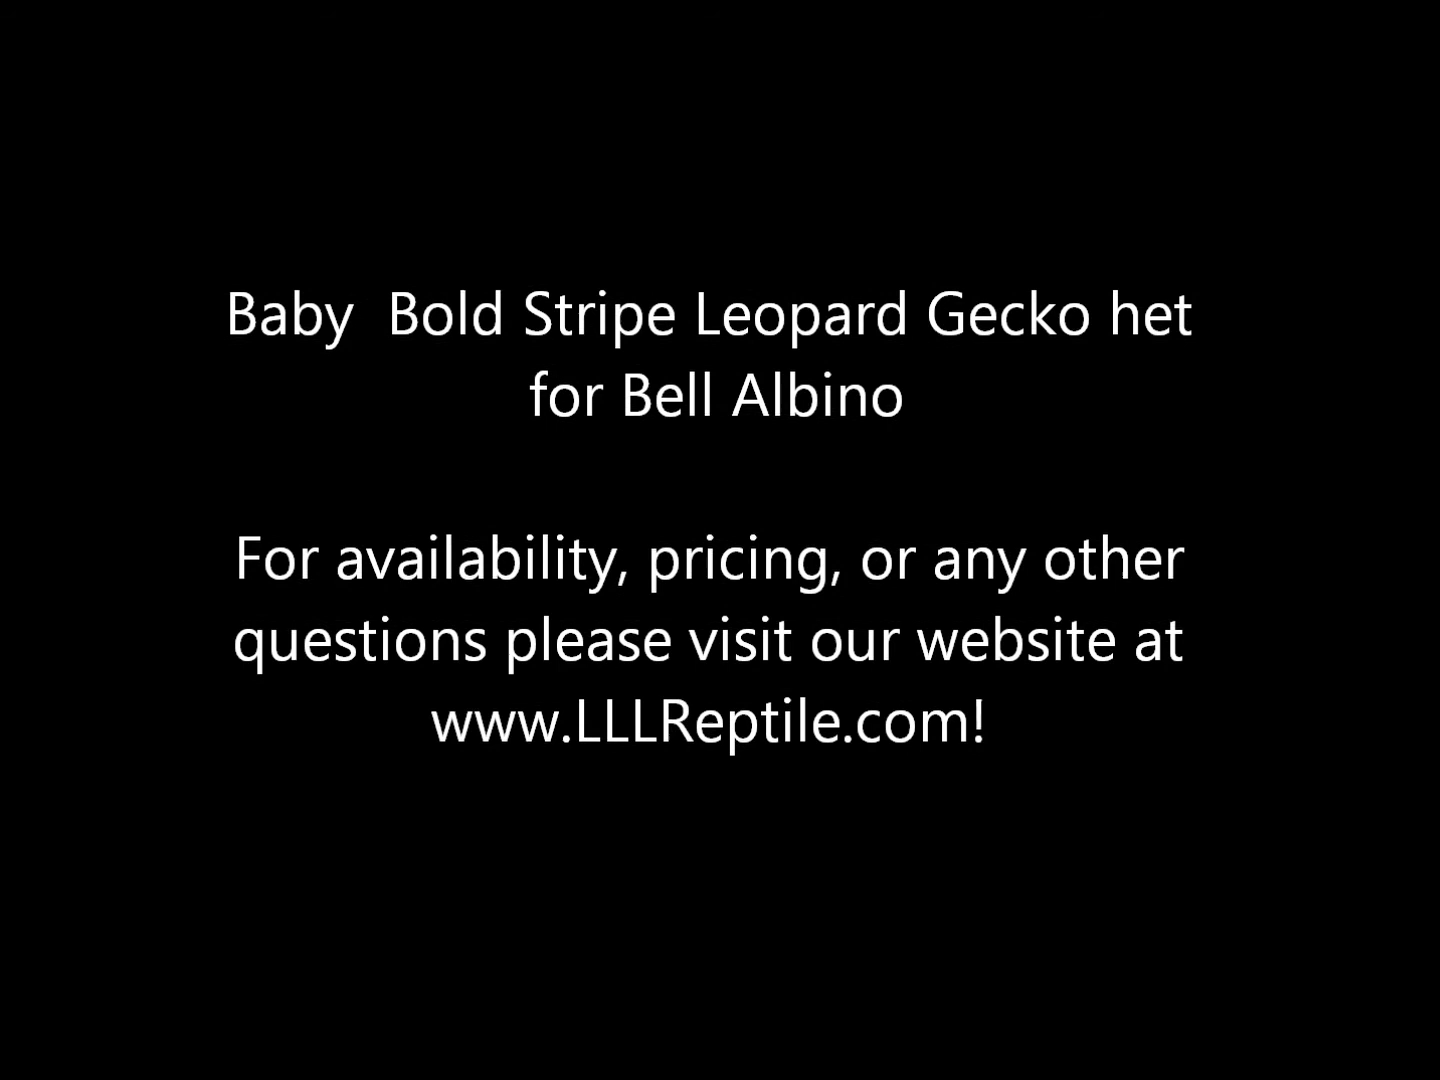 Baby  Bold Stripe Leopard Gecko het
for Bell Albino
For availability, pricing, or any other
questions please visit our website at
www.LLLReptile.com!